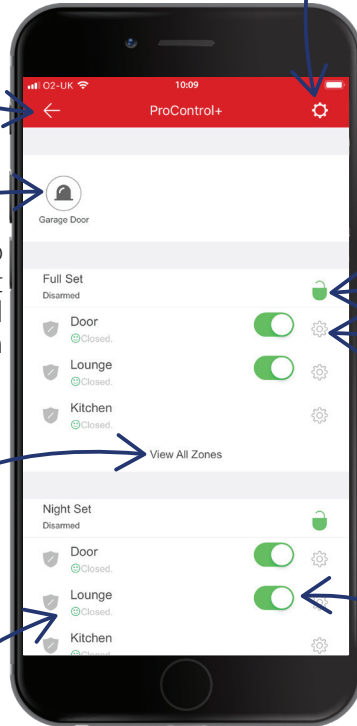 O2-UK 10:09
ProControl+
Garage Door
Full Set
Disarmed
Door
Closed.
Lounge
Closed.
Kitchen
Closed.
View All Zones
Night Set
Disarmed
Door
Closed.
Lounge
Closed.
Kitchen
Closed.